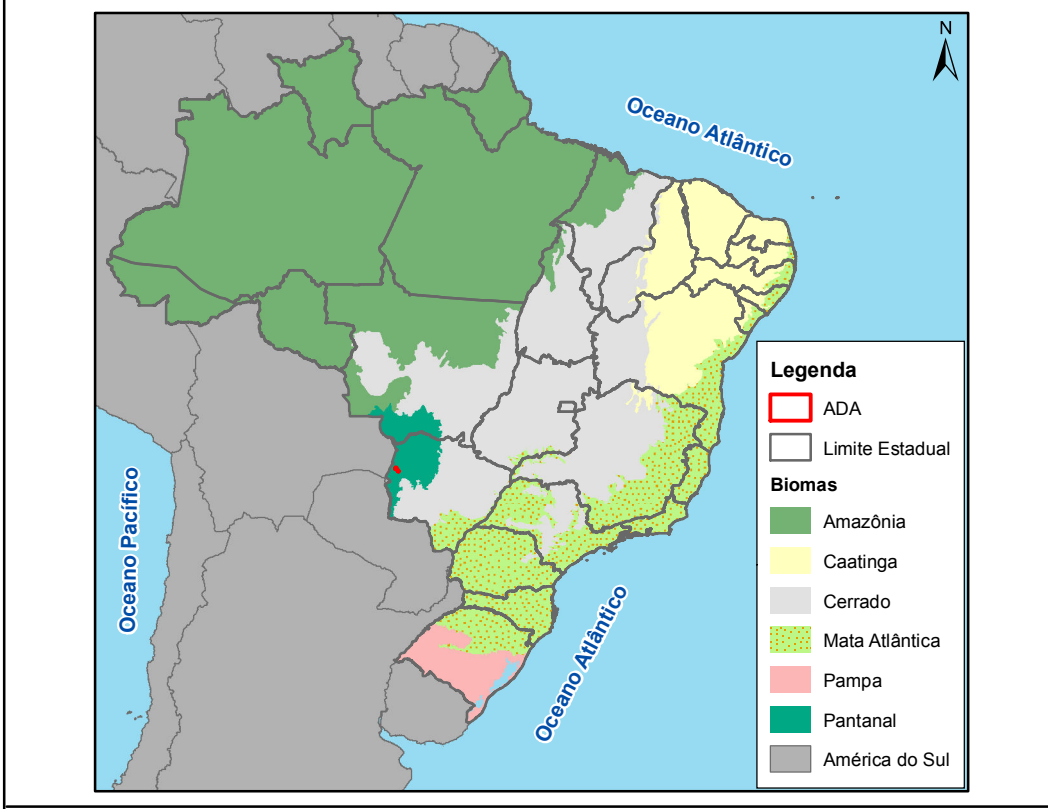 N
Oceano Atlântico
Oceano Pacífico
Oceano Atlântico
Legenda
ADA
Limite Estadual
Biomas
Amazônia
Caatinga
Cerrado
Mata Atlântica
Pampa
Pantanal
América do Sul